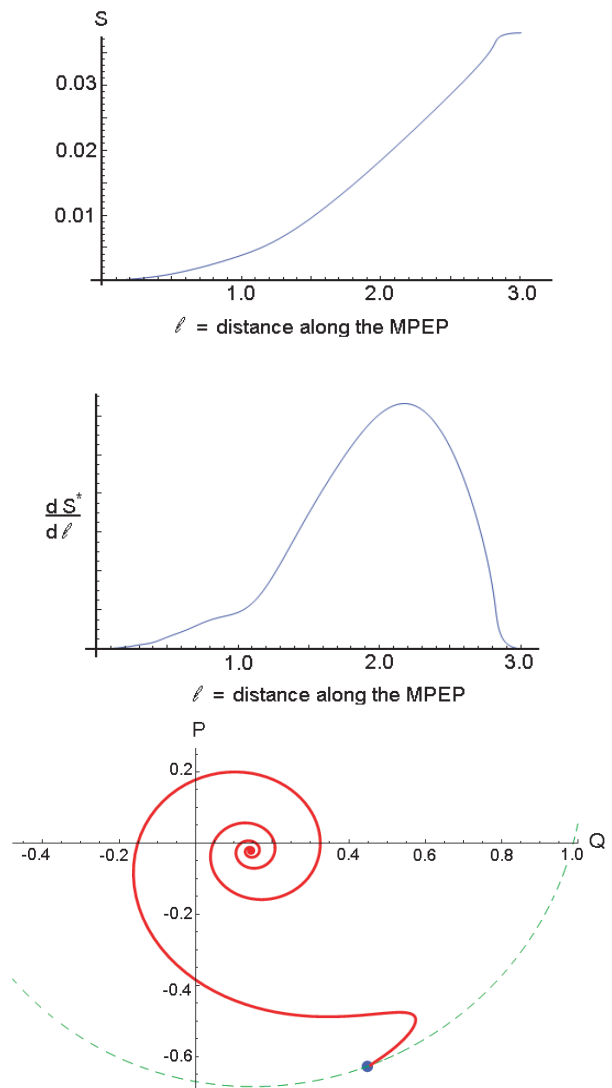 S
0.03
0.02
0.01
1.0 2.0 3.0
ℓ = distance along the MPEP
d S*
d ℓ
1.0 2.0 3.0
ℓ = distance along the MPEP
P
0.2
Q
-0.4 -0.2 0.4 0.6 0.8 1.0
-0.2
-0.4
-0.6